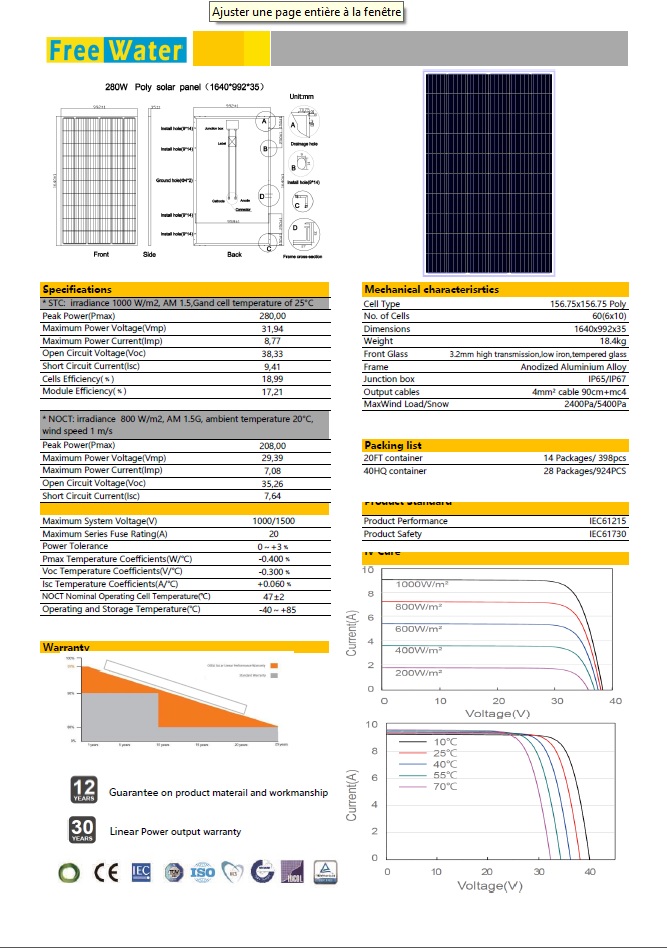 Ajuster une page entière à la fenêtre
Free Water
280W Poly solar panel (1640*992*35)
Unit:mm
Install hole(9*14)
Junction box
A
A
Drainage hole
Install hole(9*14)
Label
B
B
Install hole(9*14)
Ground hole(Φ4*2)
D
C
Cathode
Anode
Connector
Install hole(9*14)
D
Install hole(9*14)
C
Front
Side
Back
Frame cross-section
Specifications
* STC: irradiance 1000 W/m2, AM 1.5,Gand cell temperature of 25°C
Peak Power(Pmax) 280,00
Maximum Power Voltage(Vmp) 31,94
Maximum Power Current(Imp) 8,77
Open Circuit Voltage(Voc) 38,33
Short Circuit Current(Isc) 9,41
Cells Efficiency(%) 18,99
Module Efficiency(%) 17,21
* NOCT: irradiance 800 W/m2, AM 1.5G, ambient temperature 20°C,
wind speed 1 m/s
Peak Power(Pmax) 208,00
Maximum Power Voltage(Vmp) 29,39
Maximum Power Current(Imp) 7,08
Open Circuit Voltage(Voc) 35,26
Short Circuit Current(Isc) 7,64
Maximum System Voltage(V) 1000/1500
Maximum Series Fuse Rating(A) 20
Power Tolerance 0 ~ +3 %
Pmax Temperature Coefficients(W/°C) -0.400 %
Voc Temperature Coefficients(V/°C) -0.300 %
Isc Temperature Coefficients(A/°C) +0.060 %
NOCT Nominal Operating Cell Temperature(°C) 47±2
Operating and Storage Temperature(°C) -40 ~ +85
Warranty
100%
97%
90%
80%
0%
Standard Warranty
1 years
5 years
10 years
15 years
20 years
25 years
12 YEARS
Guarantee on product materail and workmanship
30 YEARS
Linear Power output warranty
CE
IEC
TÜV
ISO
Mechanical characterisrtics
Cell Type 156.75x156.75 Poly
No. of Cells 60(6x10)
Dimensions 1640x992x35
Weight 18.4kg
Front Glass 3.2mm high transmission,low iron,tempered glass
Frame Anodized Aluminium Alloy
Junction box IP65/IP67
Output cables 4mm² cable 90cm+mc4
MaxWind Load/Snow 2400Pa/5400Pa
Packing list
20FT container 14 Packages/ 398pcs
40HQ container 28 Packages/924PCS
Product Standard
Product Performance IEC61215
Product Safety IEC61730
IV Cure
10
8
6
4
2
0
Current(A)
1000W/m²
800W/m²
600W/m²
400W/m²
200W/m²
0 10 20 30 40
Voltage(V)
10
8
6
4
2
0
Current(A)
10°C
25°C
40°C
55°C
70°C
0 10 20 30 40
Voltage(V)